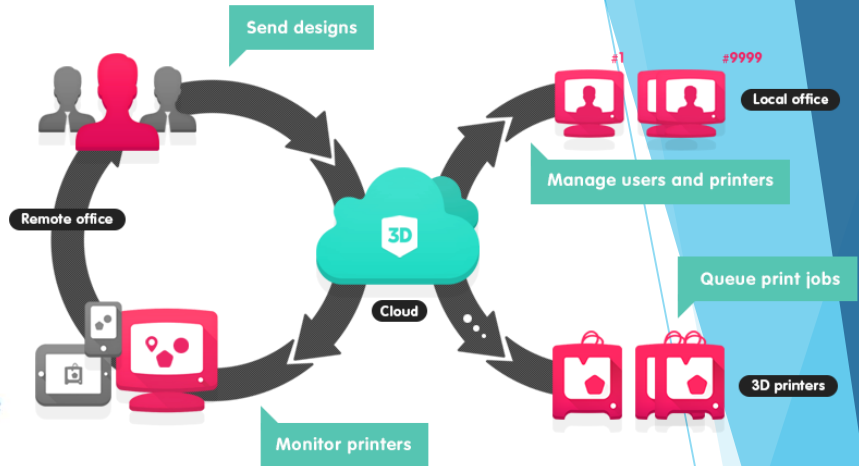 Send designs
#1
#9999
Local office
Manage users and printers
Remote office
3D
Queue print jobs
Cloud
3D printers
Monitor printers